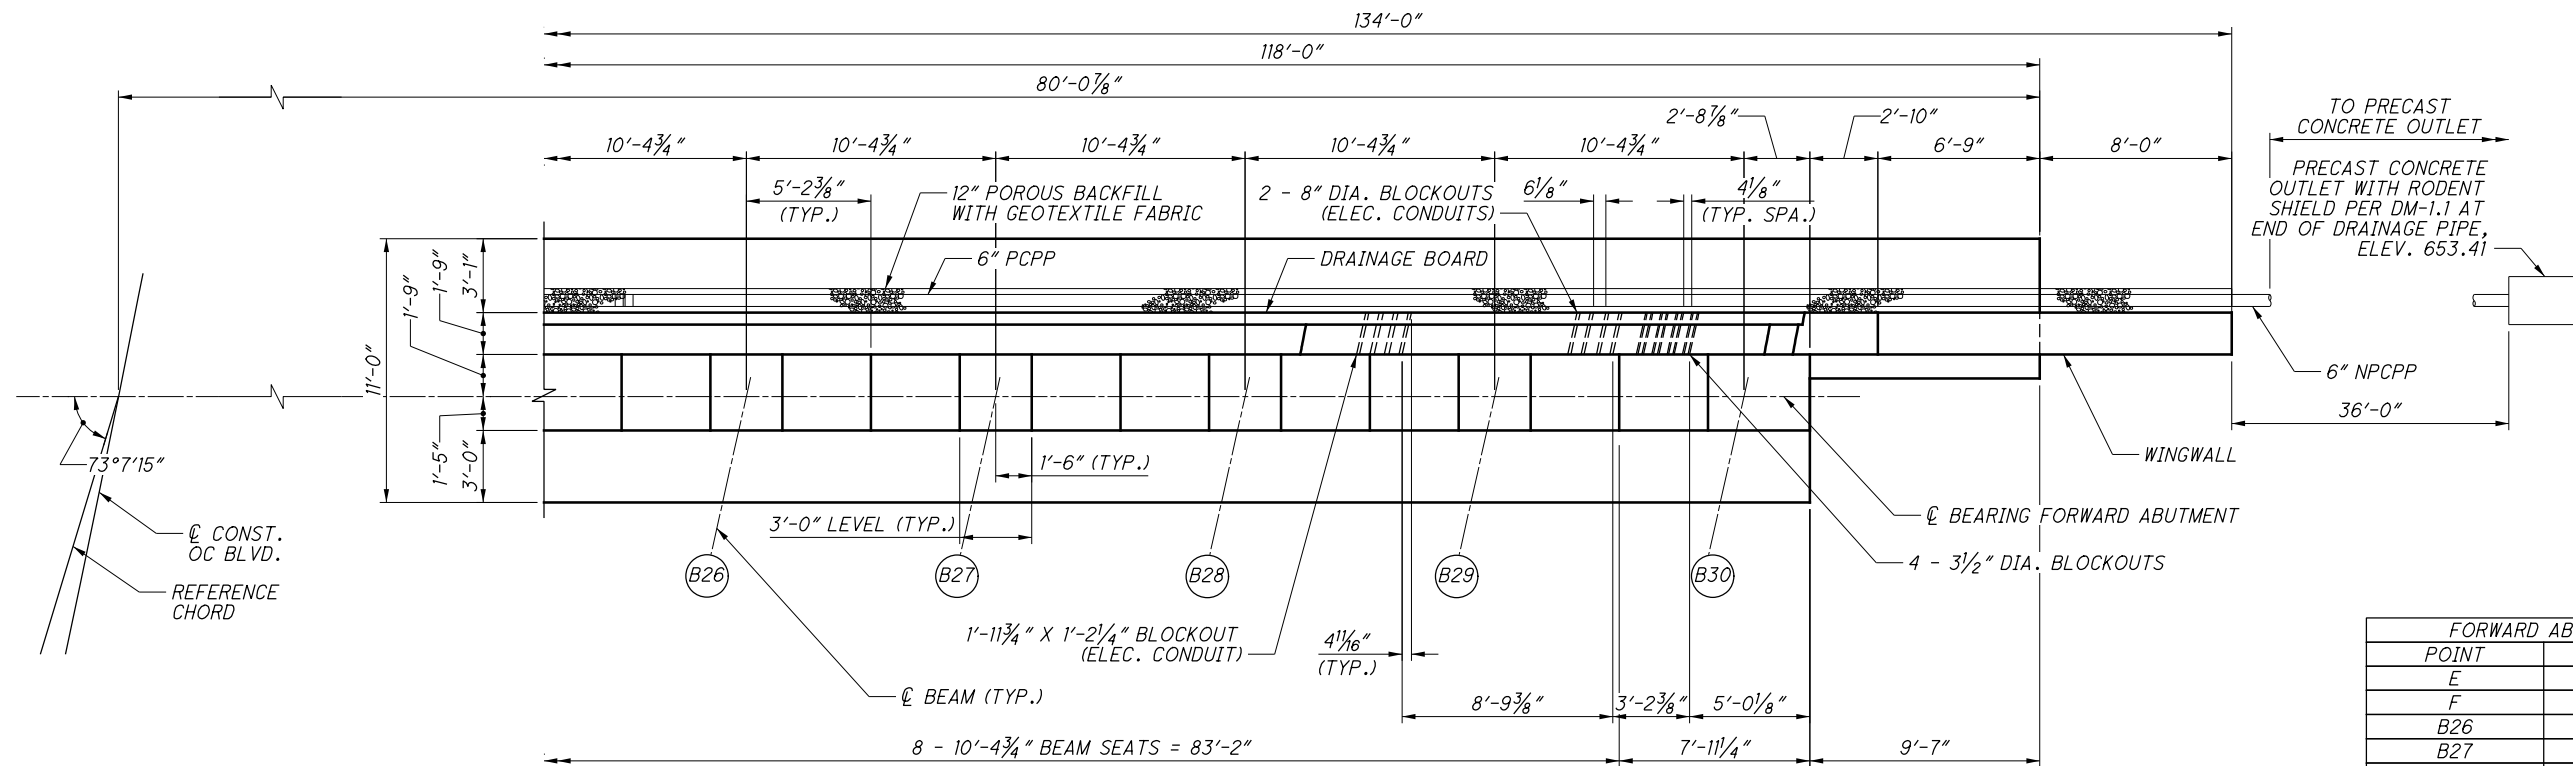 134'-0"
118'-0"
80'-0⅞"
2'-8⅞"
2'-10"
10'-4¾"
10'-4¾"
10'-4¾"
10'-4¾"
10'-4¾"
6'-9"
8'-0"
TO PRECAST
CONCRETE OUTLET
PRECAST CONCRETE
OUTLET WITH RODENT
SHIELD PER DM-1.1 AT
END OF DRAINAGE PIPE,
ELEV. 653.41
5'-2⅜"
(TYP.)
12" POROUS BACKFILL
WITH GEOTEXTILE FABRIC
2 - 8" DIA. BLOCKOUTS
(ELEC. CONDUITS)
6⅛"
4⅛"
(TYP. SPA.)
6" PCPP
DRAINAGE BOARD
11'-0"
1'-9"
1'-9"
3'-1"
1'-5"
3'-0"
73°7'15"
℄ CONST.
OC BLVD.
REFERENCE
CHORD
6" NPCPP
36'-0"
WINGWALL
1'-6" (TYP.)
3'-0" LEVEL (TYP.)
℄ BEARING FORWARD ABUTMENT
4 - 3½" DIA. BLOCKOUTS
B26
B27
B28
B29
B30
1'-11¾" X 1'-2¼" BLOCKOUT
(ELEC. CONDUIT)
4 11/16"
(TYP.)
℄ BEAM (TYP.)
8'-9⅜"
3'-2⅜"
5'-0⅛"
8 - 10'-4¾" BEAM SEATS = 83'-2"
7'-11¼"
9'-7"
FORWARD AB
POINT
E
F
B26
B27